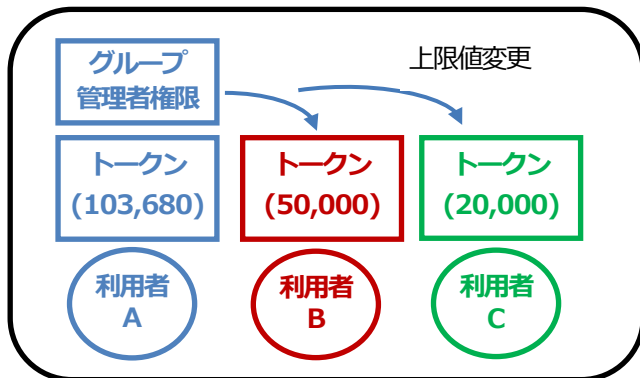 グループ
管理者権限
上限値変更
トークン
(103,680)
トークン
(50,000)
トークン
(20,000)
利用者
A
利用者
B
利用者
C